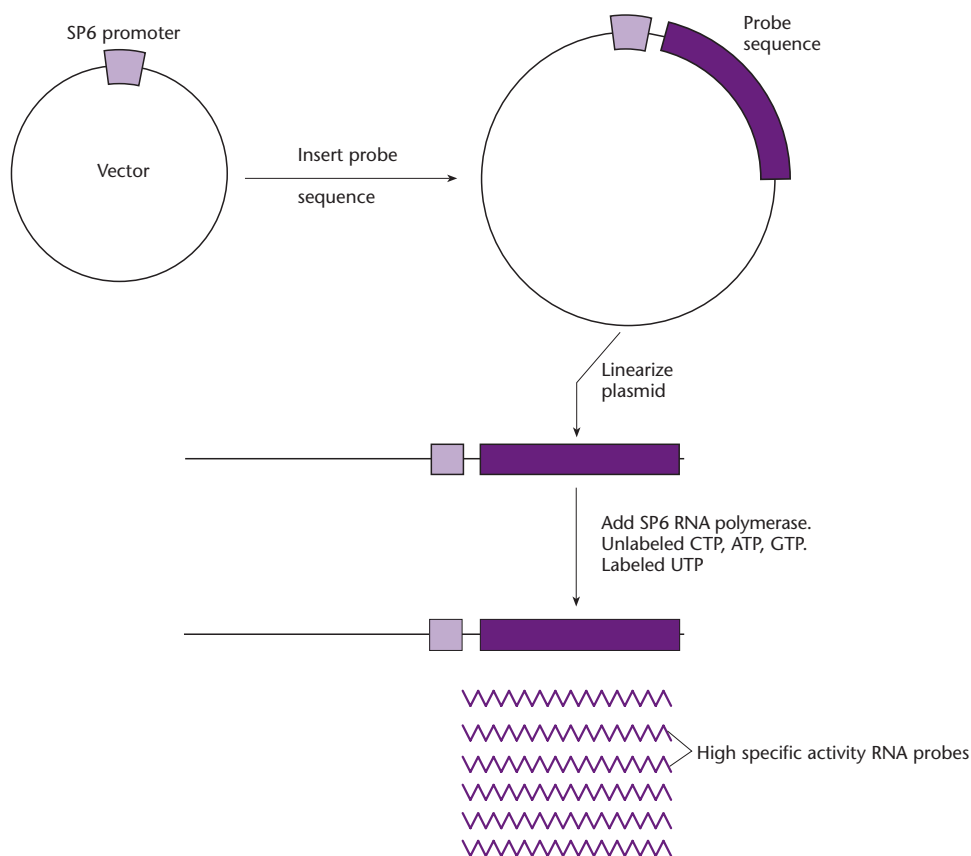 SP6 promoter
Vector
Insert probe
sequence
Probe
sequence
Linearize
plasmid
Add SP6 RNA polymerase.
Unlabeled CTP, ATP, GTP.
Labeled UTP
High specific activity RNA probes